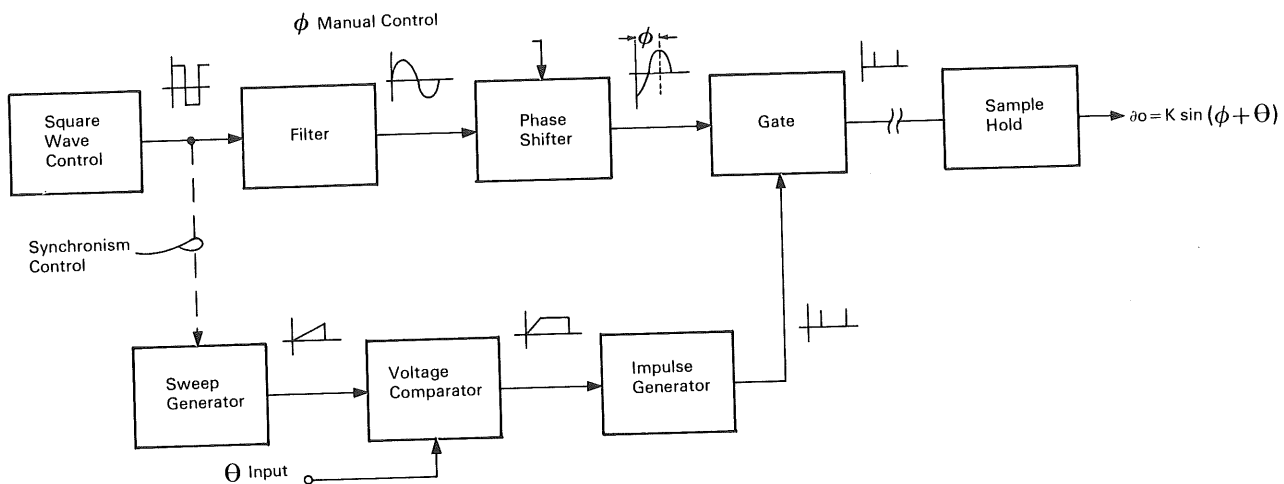 ϕ Manual Control
ϕ
Square
Wave
Control
Filter
Phase
Shifter
Gate
Sample
Hold
∂o = K sin (ϕ + Θ)
Synchronism
Control
Sweep
Generator
Voltage
Comparator
Impulse
Generator
Θ Input